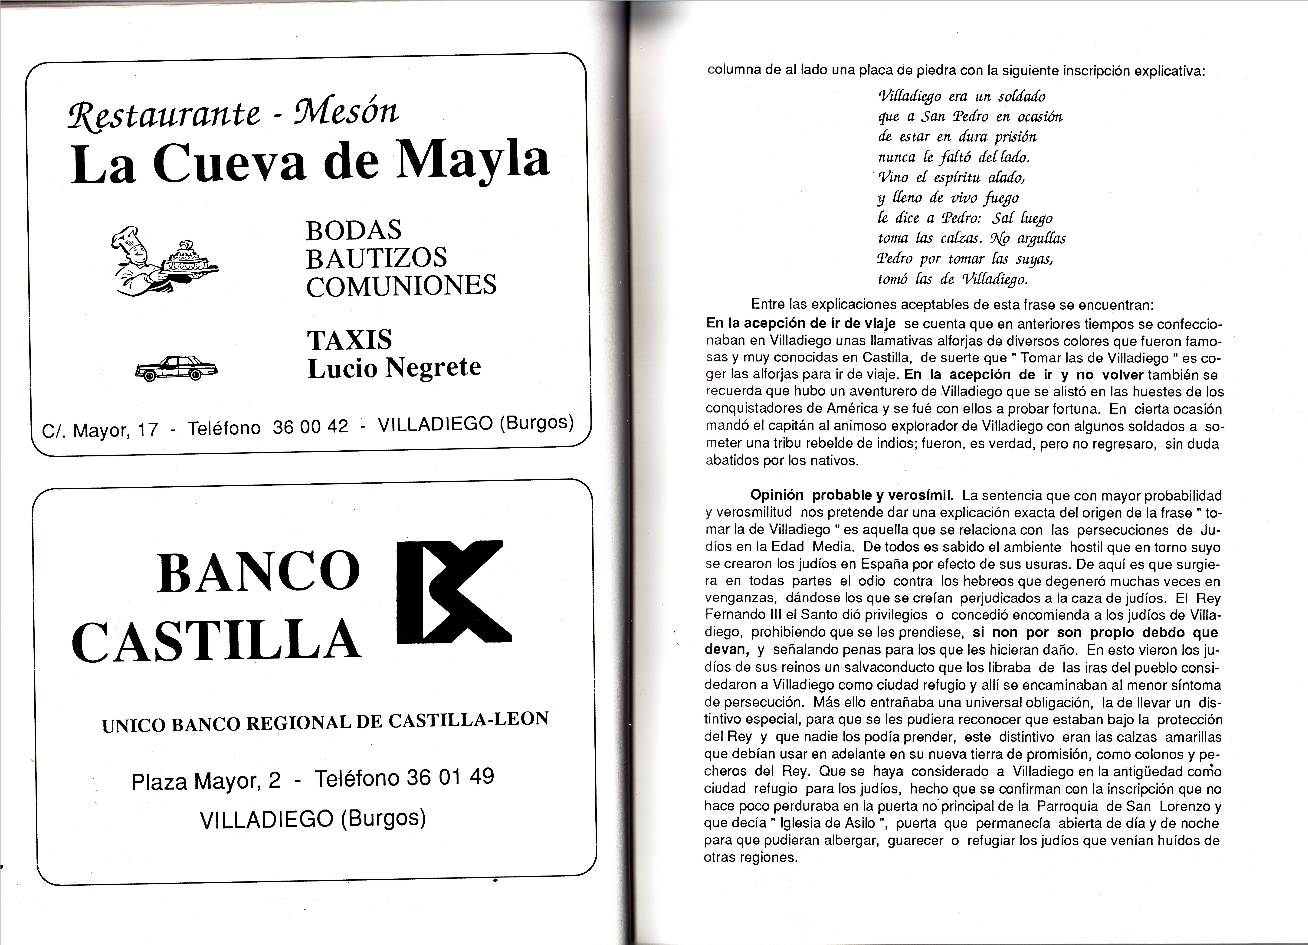 Restaurante - Mesón
La Cueva de Mayla
BODAS
BAUTIZOS
COMUNIONES
TAXIS
Lucio Negrete
C/. Mayor, 17 - Teléfono 36 00 42 - VILLADIEGO (Burgos)
BANCO
CASTILLA
UNICO BANCO REGIONAL DE CASTILLA-LEON
Plaza Mayor, 2 - Teléfono 36 01 49
VILLADIEGO (Burgos)
columna de al lado una placa de piedra con la siguiente inscripción explicativa:
Villadiego era un soldado
que a San Pedro en ocasión
de estar en dura prisión
nunca le faltó del lado.
Vino el espíritu alado,
y lleno de vivo fuego
le dice a Pedro: Sal luego
toma las calzas. No argullas
Pedro por tomar las suyas,
tomó las de Villadiego.
Entre las explicaciones aceptables de esta frase se encuentran:
En la acepción de ir de viaje se cuenta que en anteriores tiempos se confeccio-
naban en Villadiego unas llamativas alforjas de diversos colores que fueron famo-
sas y muy conocidas en Castilla, de suerte que " Tomar las de Villadiego " es co-
ger las alforjas para ir de viaje. En la acepción de ir y no volver también se
recuerda que hubo un aventurero de Villadiego que se alistó en las huestes de los
conquistadores de América y se fué con ellos a probar fortuna. En cierta ocasión
mandó el capitán al animoso explorador de Villadiego con algunos soldados a so-
meter una tribu rebelde de indios; fueron, es verdad, pero no regresaro, sin duda
abatidos por los nativos.
Opinión probable y verosímil. La sentencia que con mayor probabilidad
y verosmilitud nos pretende dar una explicación exacta del origen de la frase " to-
mar la de Villadiego " es aquella que se relaciona con las persecuciones de Ju-
díos en la Edad Media. De todos es sabido el ambiente hostil que en torno suyo
se crearon los judíos en España por efecto de sus usuras. De aquí es que surgie-
ra en todas partes el odio contra los hebreos que degeneró muchas veces en
venganzas, dándose los que se creían perjudicados a la caza de judíos. El Rey
Fernando III el Santo dió privilegios o concedió encomienda a los judíos de Villa-
diego, prohibiendo que se les prendiese, si non por son propio debdo que
devan, y señalando penas para los que les hicieran daño. En esto vieron los ju-
díos de sus reinos un salvaconducto que los libraba de las iras del pueblo consi-
dedaron a Villadiego como ciudad refugio y allí se encaminaban al menor síntoma
de persecución. Más ello entrañaba una universal obligación, la de llevar un dis-
tintivo especial, para que se les pudiera reconocer que estaban bajo la protección
del Rey y que nadie los podía prender, este distintivo eran las calzas amarillas
que debían usar en adelante en su nueva tierra de promisión, como colonos y pe-
cheros del Rey. Que se haya considerado a Villadiego en la antigüedad como
ciudad refugio para los judíos, hecho que se confirman con la inscripción que no
hace poco perduraba en la puerta no principal de la Parroquia de San Lorenzo y
que decía " Iglesia de Asilo ", puerta que permanecía abierta de día y de noche
para que pudieran albergar, guarecer o refugiar los judíos que venían huídos de
otras regiones.